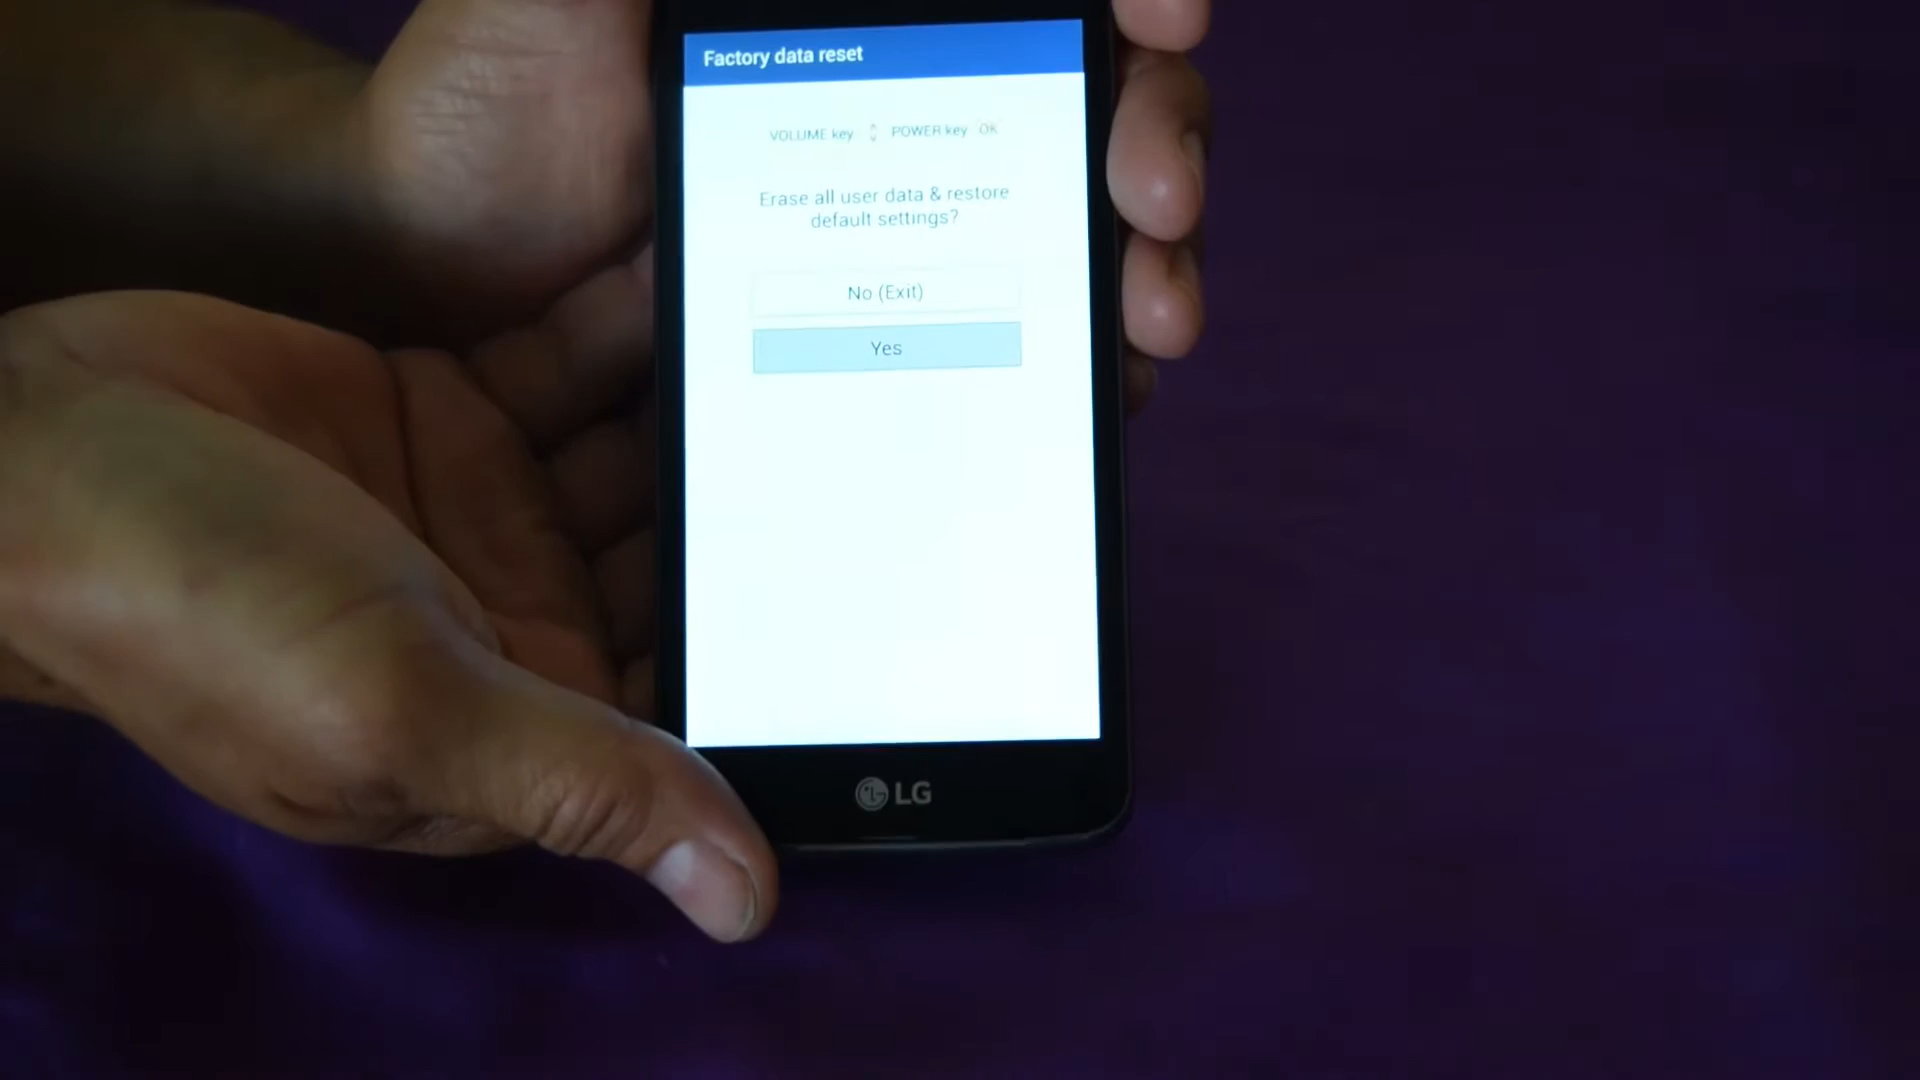 Factory data reset
VOLUME key POWER key OK
Erase all user data & restore
default settings?
No (Exit)
Yes
LG